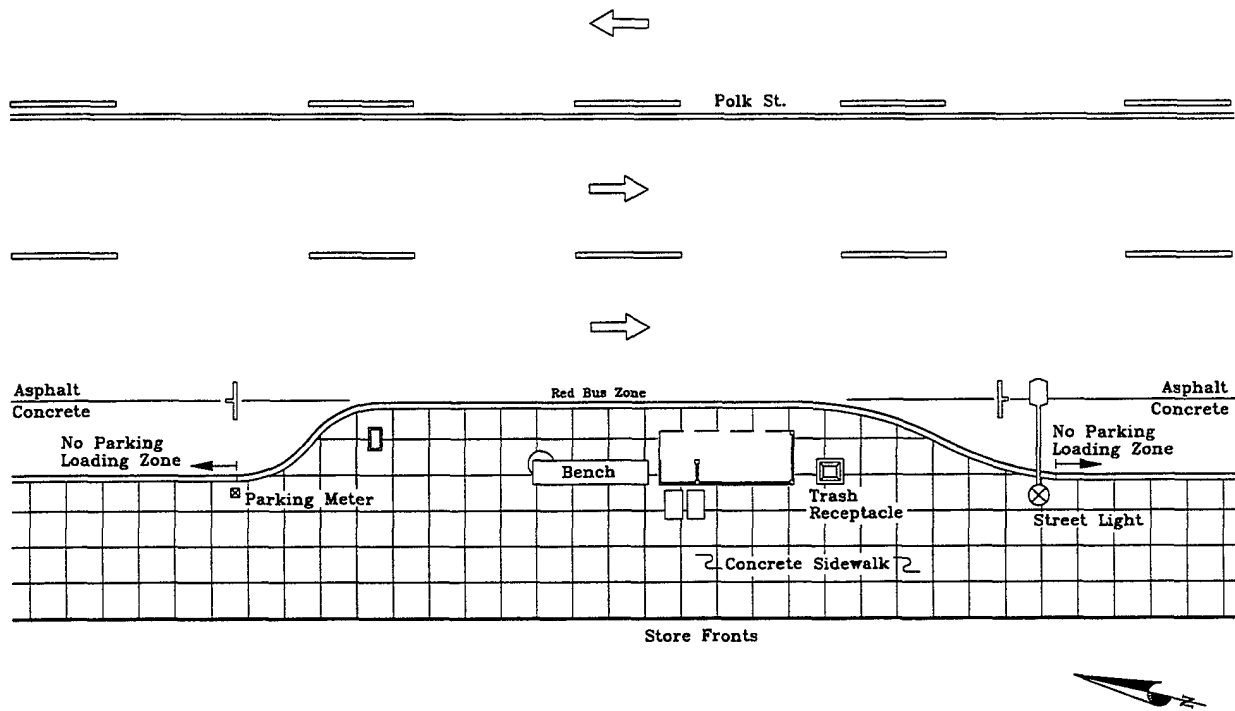 Polk St.
Asphalt
Concrete
Red Bus Zone
Asphalt
Concrete
No Parking
Loading Zone
No Parking
Loading Zone
Bench
Parking Meter
Trash
Receptacle
Street Light
Concrete Sidewalk
Store Fronts
N